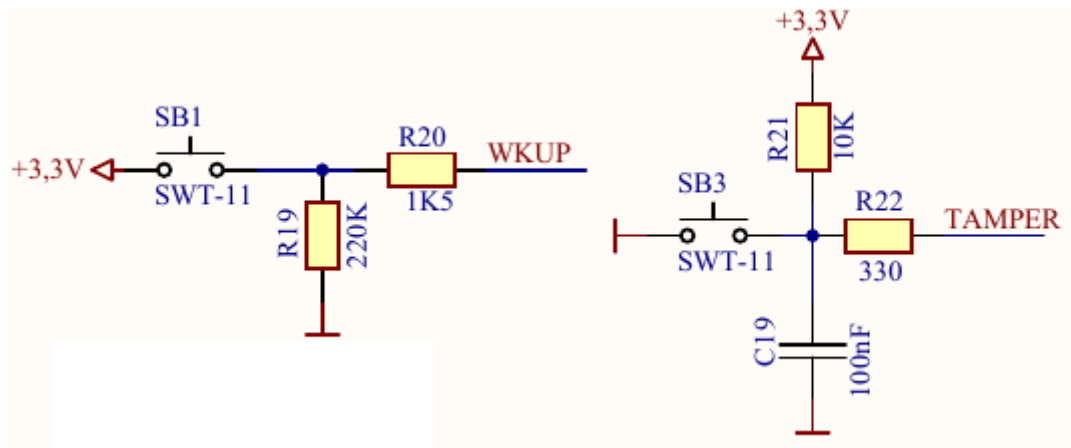 +3,3V
SB1
SWT-11
R19
220K
R20
1K5
WKUP
+3,3V
R21
10K
SB3
SWT-11
R22
330
TAMPER
C19
100nF